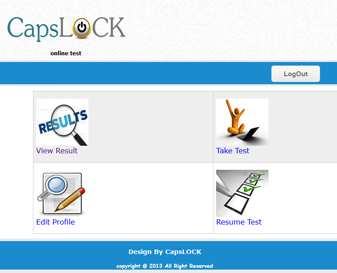 CapsLOCK
online test
LogOut
RESULTS
View Result
Take Test
Edit Profile
Resume Test
Design By CapsLOCK
copyright @ 2013 All Right Reserved